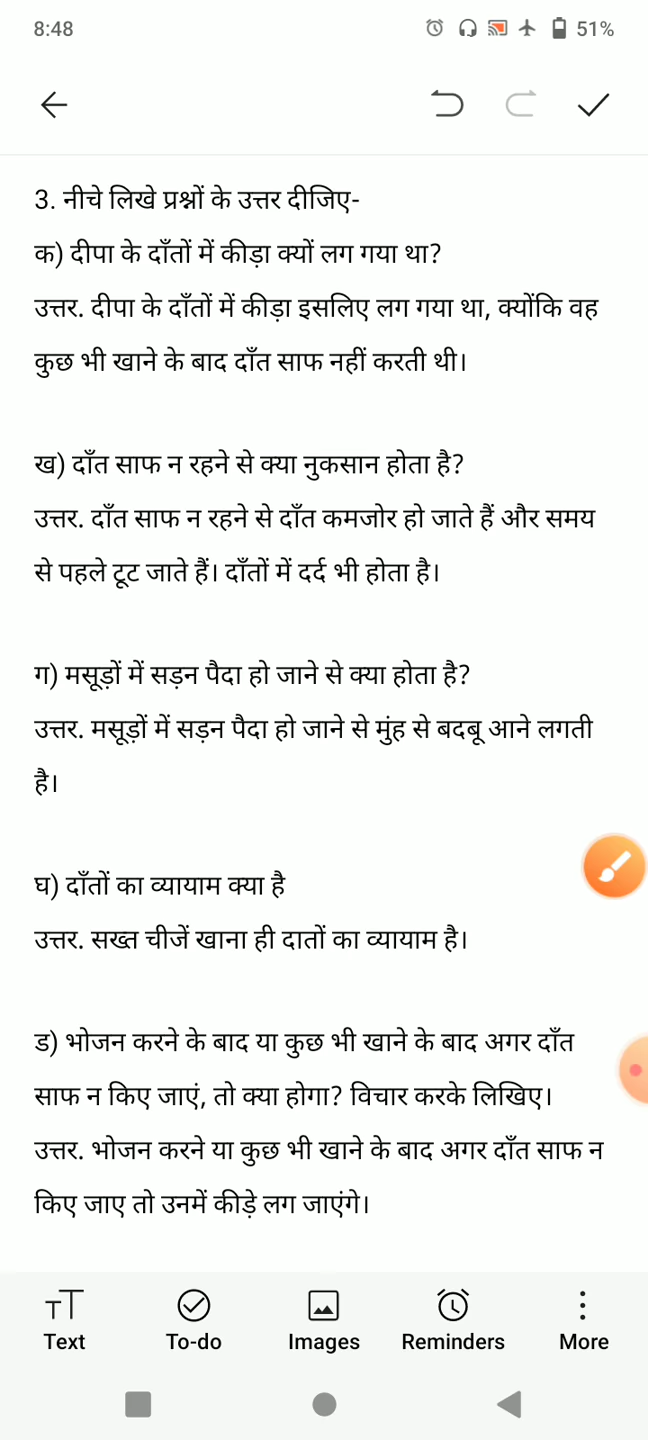 8:48
51%
3. नीचे लिखे प्रश्नों के उत्तर दीजिए-
क) दीपा के दाँतों में कीड़ा क्यों लग गया था?
उत्तर. दीपा के दाँतों में कीड़ा इसलिए लग गया था, क्योंकि वह
कुछ भी खाने के बाद दाँत साफ नहीं करती थी।
ख) दाँत साफ न रहने से क्या नुकसान होता है?
उत्तर. दाँत साफ न रहने से दाँत कमजोर हो जाते हैं और समय
से पहले टूट जाते हैं। दाँतों में दर्द भी होता है।
ग) मसूड़ों में सड़न पैदा हो जाने से क्या होता है?
उत्तर. मसूड़ों में सड़न पैदा हो जाने से मुंह से बदबू आने लगती
है।
घ) दाँतों का व्यायाम क्या है
उत्तर. सख्त चीजें खाना ही दातों का व्यायाम है।
ड) भोजन करने के बाद या कुछ भी खाने के बाद अगर दाँत
साफ न किए जाएं, तो क्या होगा? विचार करके लिखिए।
उत्तर. भोजन करने या कुछ भी खाने के बाद अगर दाँत साफ न
किए जाए तो उनमें कीड़े लग जाएंगे।
Text To-do Images Reminders More